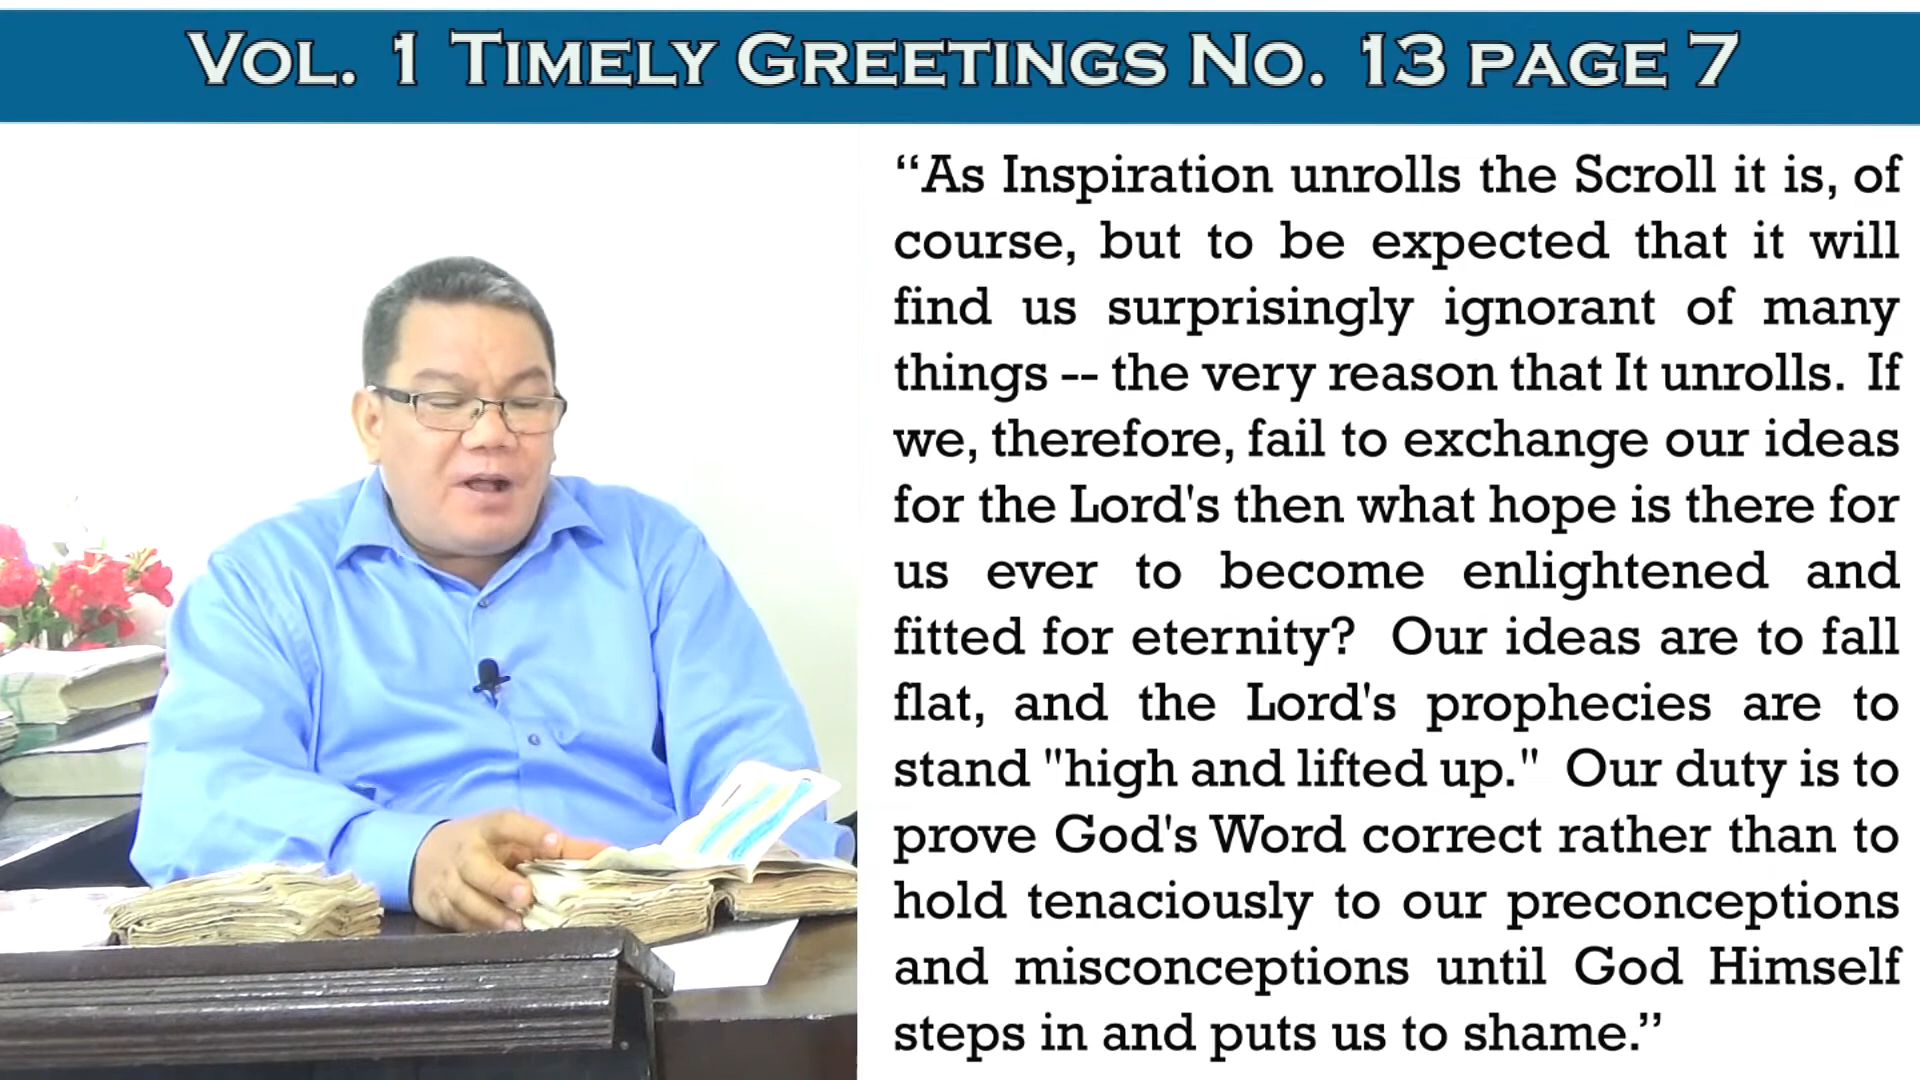 Vol. 1 Timely Greetings No. 13 page 7
“As Inspiration unrolls the Scroll it is, of
course, but to be expected that it will
find us surprisingly ignorant of many
things -- the very reason that It unrolls. If
we, therefore, fail to exchange our ideas
for the Lord's then what hope is there for
us ever to become enlightened and
fitted for eternity? Our ideas are to fall
flat, and the Lord's prophecies are to
stand "high and lifted up." Our duty is to
prove God's Word correct rather than to
hold tenaciously to our preconceptions
and misconceptions until God Himself
steps in and puts us to shame.”